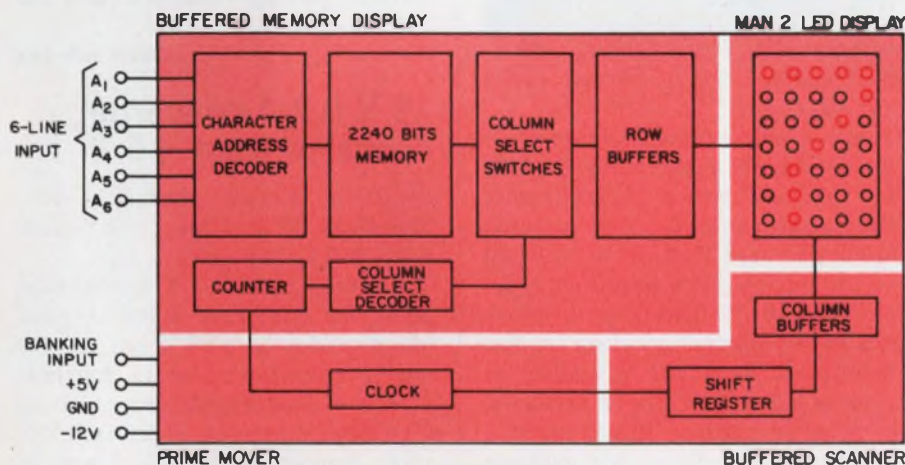 BUFFERED MEMORY DISPLAY
MAN 2 LED DISPLAY
6-LINE
INPUT
A₁
A₂
A₃
A₄
A₅
A₆
CHARACTER
ADDRESS
DECODER
2240 BITS
MEMORY
COLUMN
SELECT
SWITCHES
ROW
BUFFERS
COUNTER
COLUMN
SELECT
DECODER
COLUMN
BUFFERS
BANKING
INPUT
+5V
GND
-12V
CLOCK
SHIFT
REGISTER
PRIME MOVER
BUFFERED SCANNER